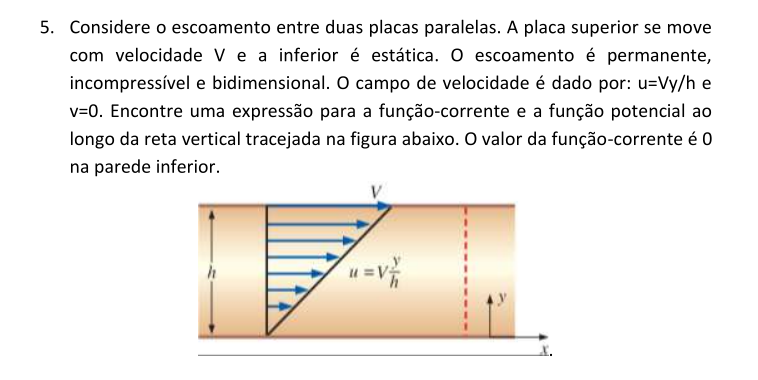 5. Considere o escoamento entre duas placas paralelas. A placa superior se move
com velocidade V e a inferior é estática. O escoamento é permanente,
incompressível e bidimensional. O campo de velocidade é dado por: u=Vy/h e
v=0. Encontre uma expressão para a função-corrente e a função potencial ao
longo da reta vertical tracejada na figura abaixo. O valor da função-corrente é 0
na parede inferior.
V
h
u = V y/h
y
x.